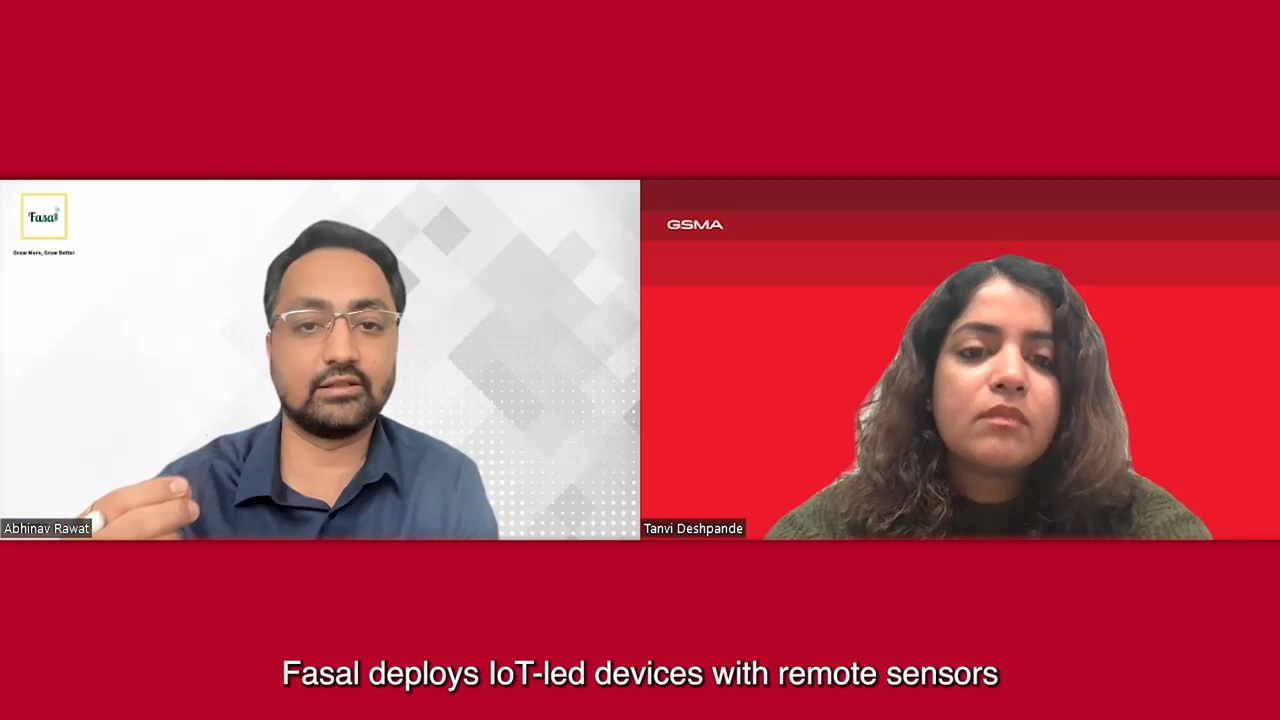 Fasal
Grow More, Grow Better
GSMA
Abhinav Rawat
Tanvi Deshpande
Fasal deploys IoT-led devices with remote sensors